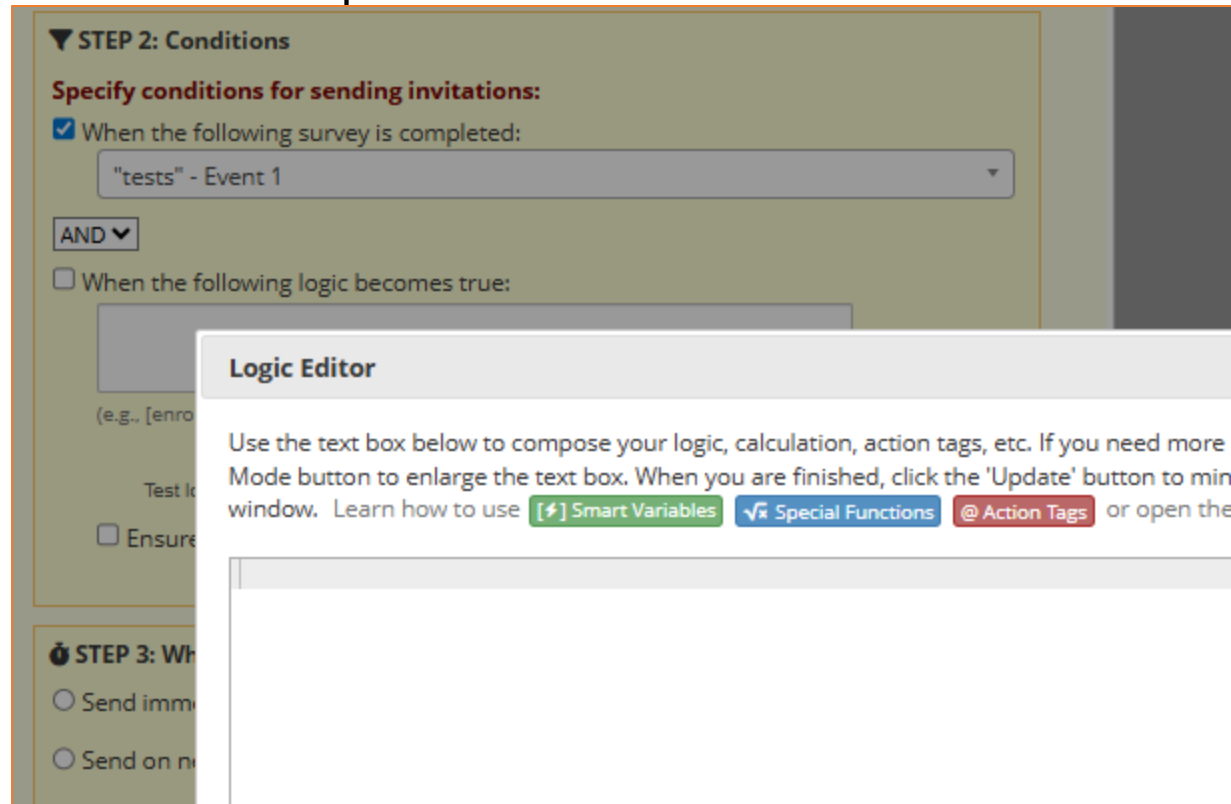 STEP 2: Conditions
Specify conditions for sending invitations:
When the following survey is completed:
"tests" - Event 1
AND
When the following logic becomes true:
Logic Editor
(e.g., [enro
Use the text box below to compose your logic, calculation, action tags, etc. If you need more
Mode button to enlarge the text box. When you are finished, click the 'Update' button to min
Test lo
window. Learn how to use [⚡] Smart Variables √x Special Functions @ Action Tags or open the
Ensure
STEP 3: Wh
Send imme
Send on ne